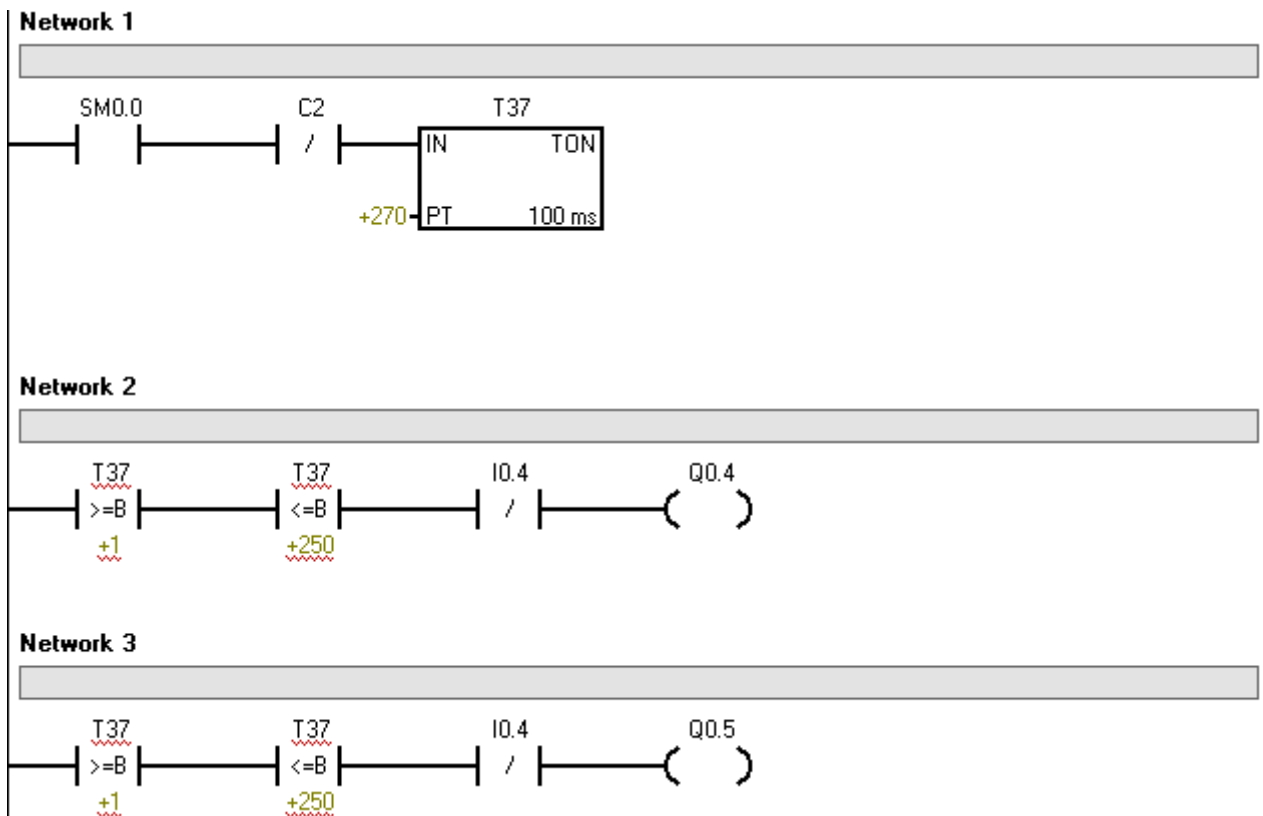 Network 1
SM0.0 C2 T37
/ IN TON
+270 PT 100 ms
Network 2
T37 T37 I0.4 Q0.4
>=B <=B /
+1 +250
Network 3
T37 T37 I0.4 Q0.5
>=B <=B /
+1 +250